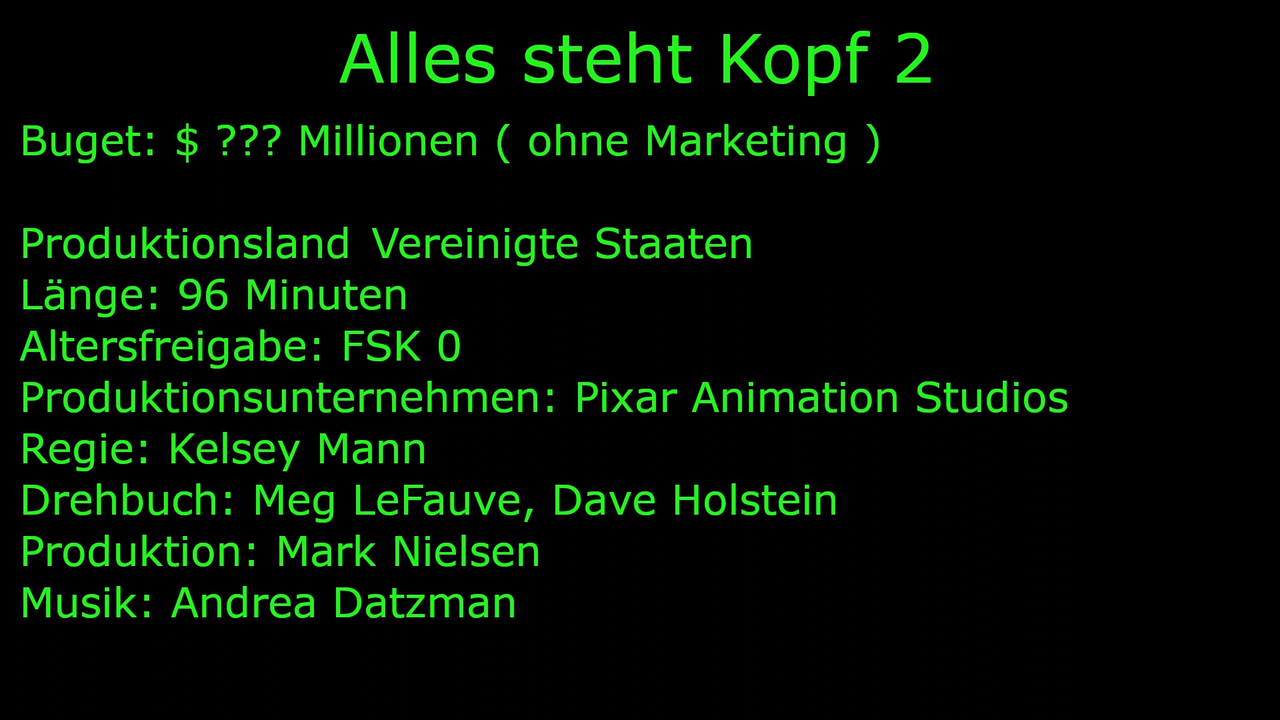 Alles steht Kopf 2
Buget: $ ??? Millionen ( ohne Marketing )
Produktionsland Vereinigte Staaten
Länge: 96 Minuten
Altersfreigabe: FSK 0
Produktionsunternehmen: Pixar Animation Studios
Regie: Kelsey Mann
Drehbuch: Meg LeFauve, Dave Holstein
Produktion: Mark Nielsen
Musik: Andrea Datzman